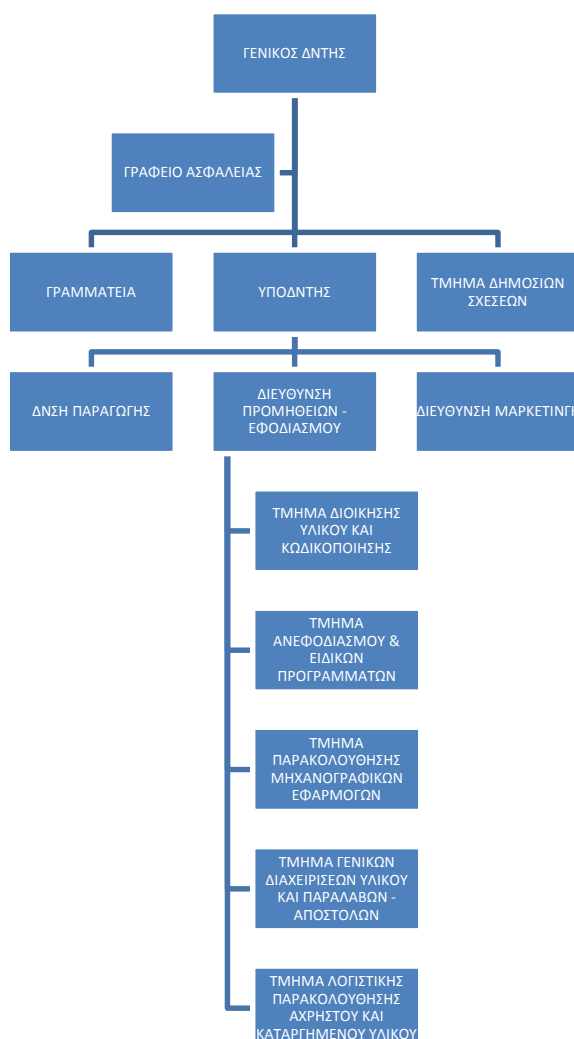 ΓΕΝΙΚΟΣ ΔΝΤΗΣ
ΓΡΑΦΕΙΟ ΑΣΦΑΛΕΙΑΣ
ΓΡΑΜΜΑΤΕΙΑ
ΥΠΟΔΝΤΗΣ
ΤΜΗΜΑ ΔΗΜΟΣΙΩΝ
ΣΧΕΣΕΩΝ
ΔΝΣΗ ΠΑΡΑΓΩΓΗΣ
ΔΙΕΥΘΥΝΣΗ
ΠΡΟΜΗΘΕΙΩΝ -
ΕΦΟΔΙΑΣΜΟΥ
ΔΙΕΥΘΥΝΣΗ ΜΑΡΚΕΤΙΝΓΚ
ΤΜΗΜΑ ΔΙΟΙΚΗΣΗΣ
ΥΛΙΚΟΥ ΚΑΙ
ΚΩΔΙΚΟΠΟΙΗΣΗΣ
ΤΜΗΜΑ
ΑΝΕΦΟΔΙΑΣΜΟΥ &
ΕΙΔΙΚΩΝ
ΠΡΟΓΡΑΜΜΑΤΩΝ
ΤΜΗΜΑ
ΠΑΡΑΚΟΛΟΥΘΗΣΗΣ
ΜΗΧΑΝΟΓΡΑΦΙΚΩΝ
ΕΦΑΡΜΟΓΩΝ
ΤΜΗΜΑ ΓΕΝΙΚΩΝ
ΔΙΑΧΕΙΡΙΣΕΩΝ ΥΛΙΚΟΥ
ΚΑΙ ΠΑΡΑΛΑΒΩΝ -
ΑΠΟΣΤΟΛΩΝ
ΤΜΗΜΑ ΛΟΓΙΣΤΙΚΗΣ
ΠΑΡΑΚΟΛΟΥΘΗΣΗΣ
ΑΧΡΗΣΤΟΥ ΚΑΙ
ΚΑΤΑΡΓΗΜΕΝΟΥ ΥΛΙΚΟΥ